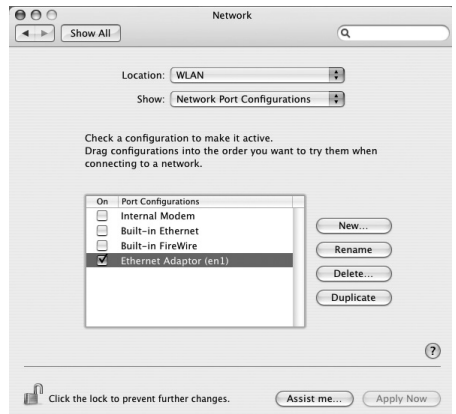 Network
Show All
Location: WLAN
Show: Network Port Configurations
Check a configuration to make it active.
Drag configurations into the order you want to try them when
connecting to a network.
On Port Configurations
Internal Modem
Built-in Ethernet
Built-in FireWire
Ethernet Adaptor (en1)
New...
Rename
Delete...
Duplicate
?
Click the lock to prevent further changes.
Assist me...
Apply Now